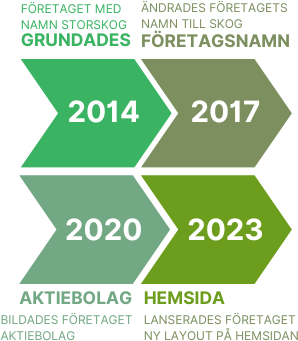 FÖRETAGET MED
NAMN STORSKOG
GRUNDADES
ÄNDRADES FÖRETAGETS
NAMN TILL SKOG
FÖRETAGSNAMN
2014
2017
2020
2023
AKTIEBOLAG
BILDADES FÖRETAGET
AKTIEBOLAG
HEMSIDA
LANSERADES FÖRETAGET
NY LAYOUT PÅ HEMSIDAN